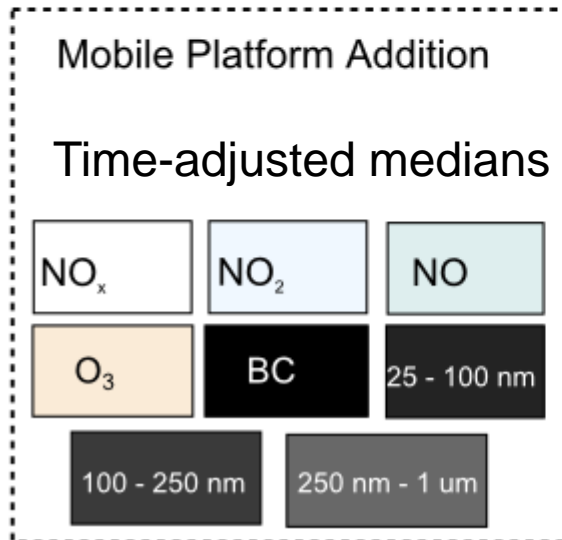 Mobile Platform Addition
Time-adjusted medians
NOₓ NO₂ NO
O₃ BC 25 - 100 nm
100 - 250 nm 250 nm - 1 um